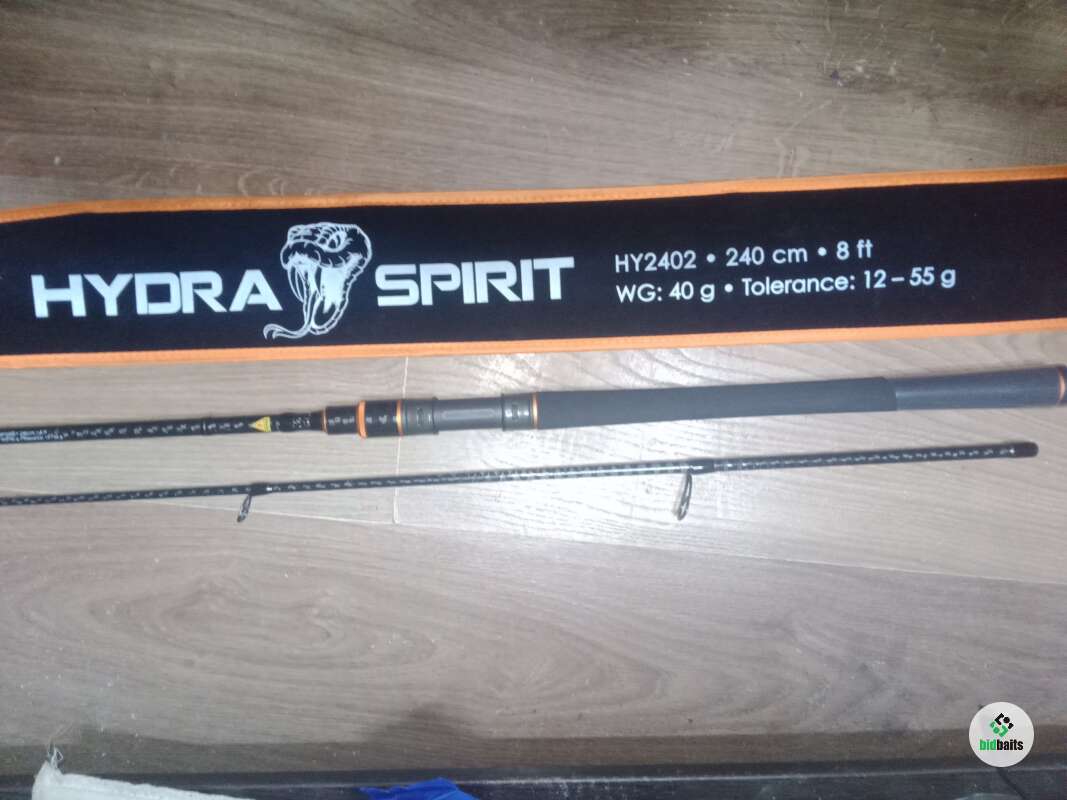 HYDRA SPIRIT
HY2402 • 240 cm • 8 ft
WG: 40 g • Tolerance: 12 – 55 g
bidbaits